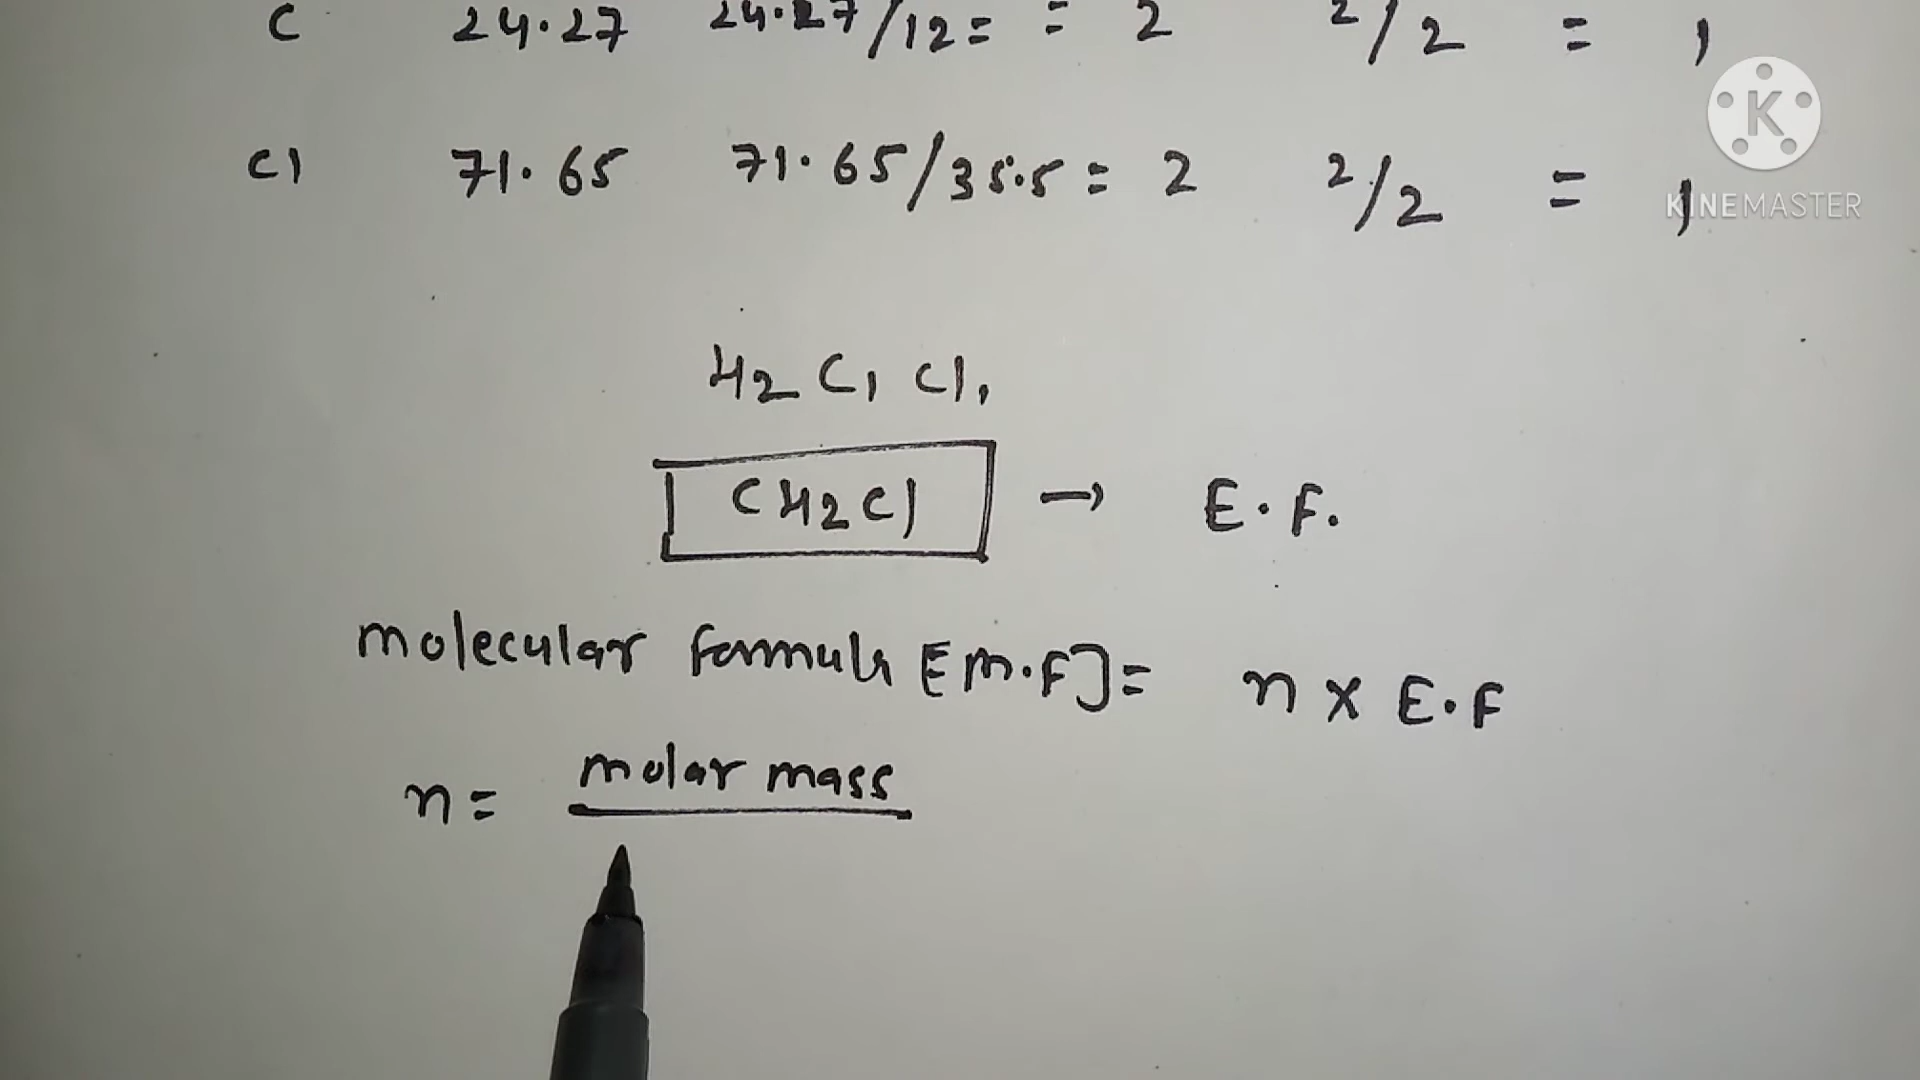 C 24.27 24.27/12= = 2 2/2 = 1
Cl 71.65 71.65/35.5 = 2 2/2 = 1
K
KINEMASTER
H2 C1 Cl1
CH2Cl → E.F.
molecular formula [M.F] = n x E.F
n = molar mass